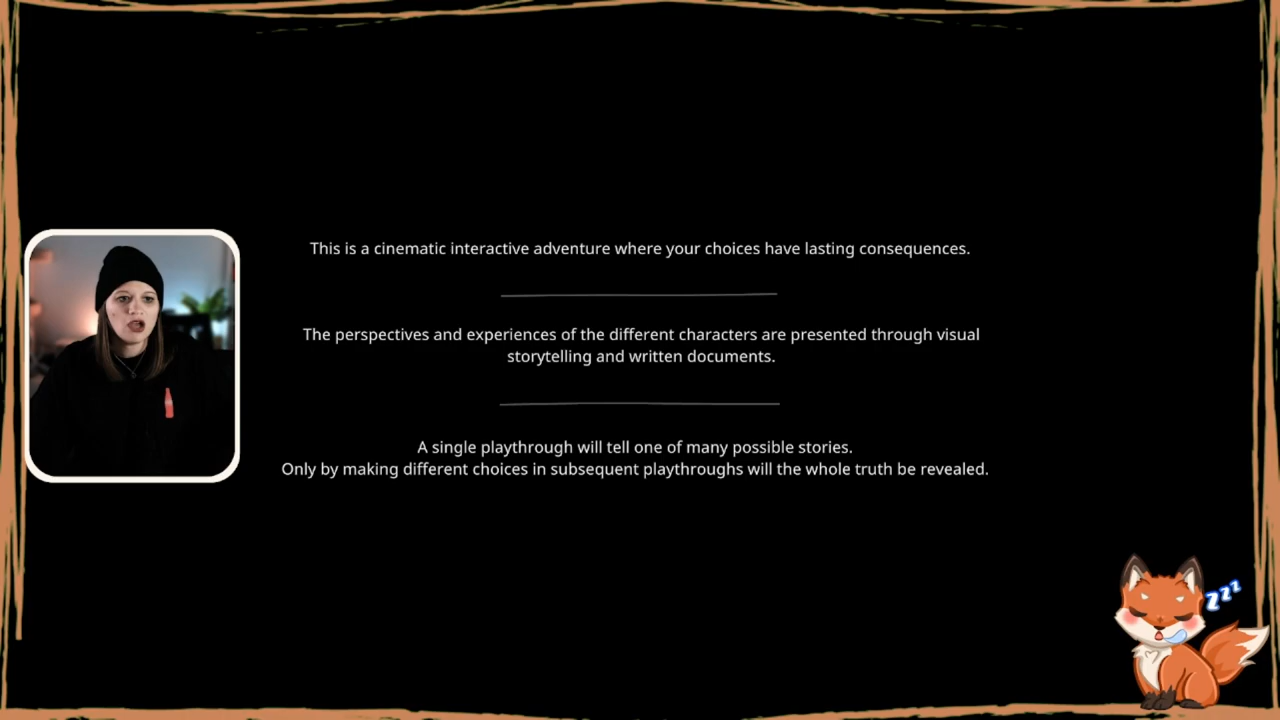 This is a cinematic interactive adventure where your choices have lasting consequences.
The perspectives and experiences of the different characters are presented through visual
storytelling and written documents.
A single playthrough will tell one of many possible stories.
Only by making different choices in subsequent playthroughs will the whole truth be revealed.
zzz